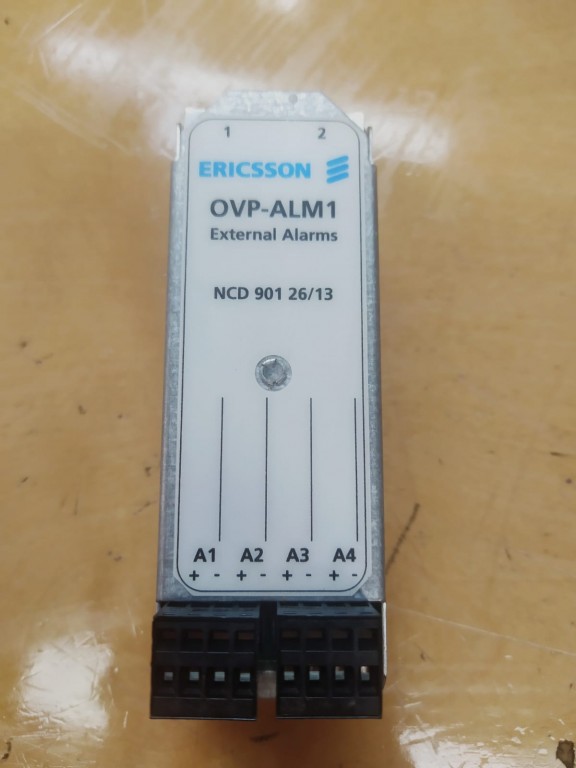 1 2
ERICSSON
OVP-ALM1
External Alarms
NCD 901 26/13
A1 A2 A3 A4
+ - + - + - + -